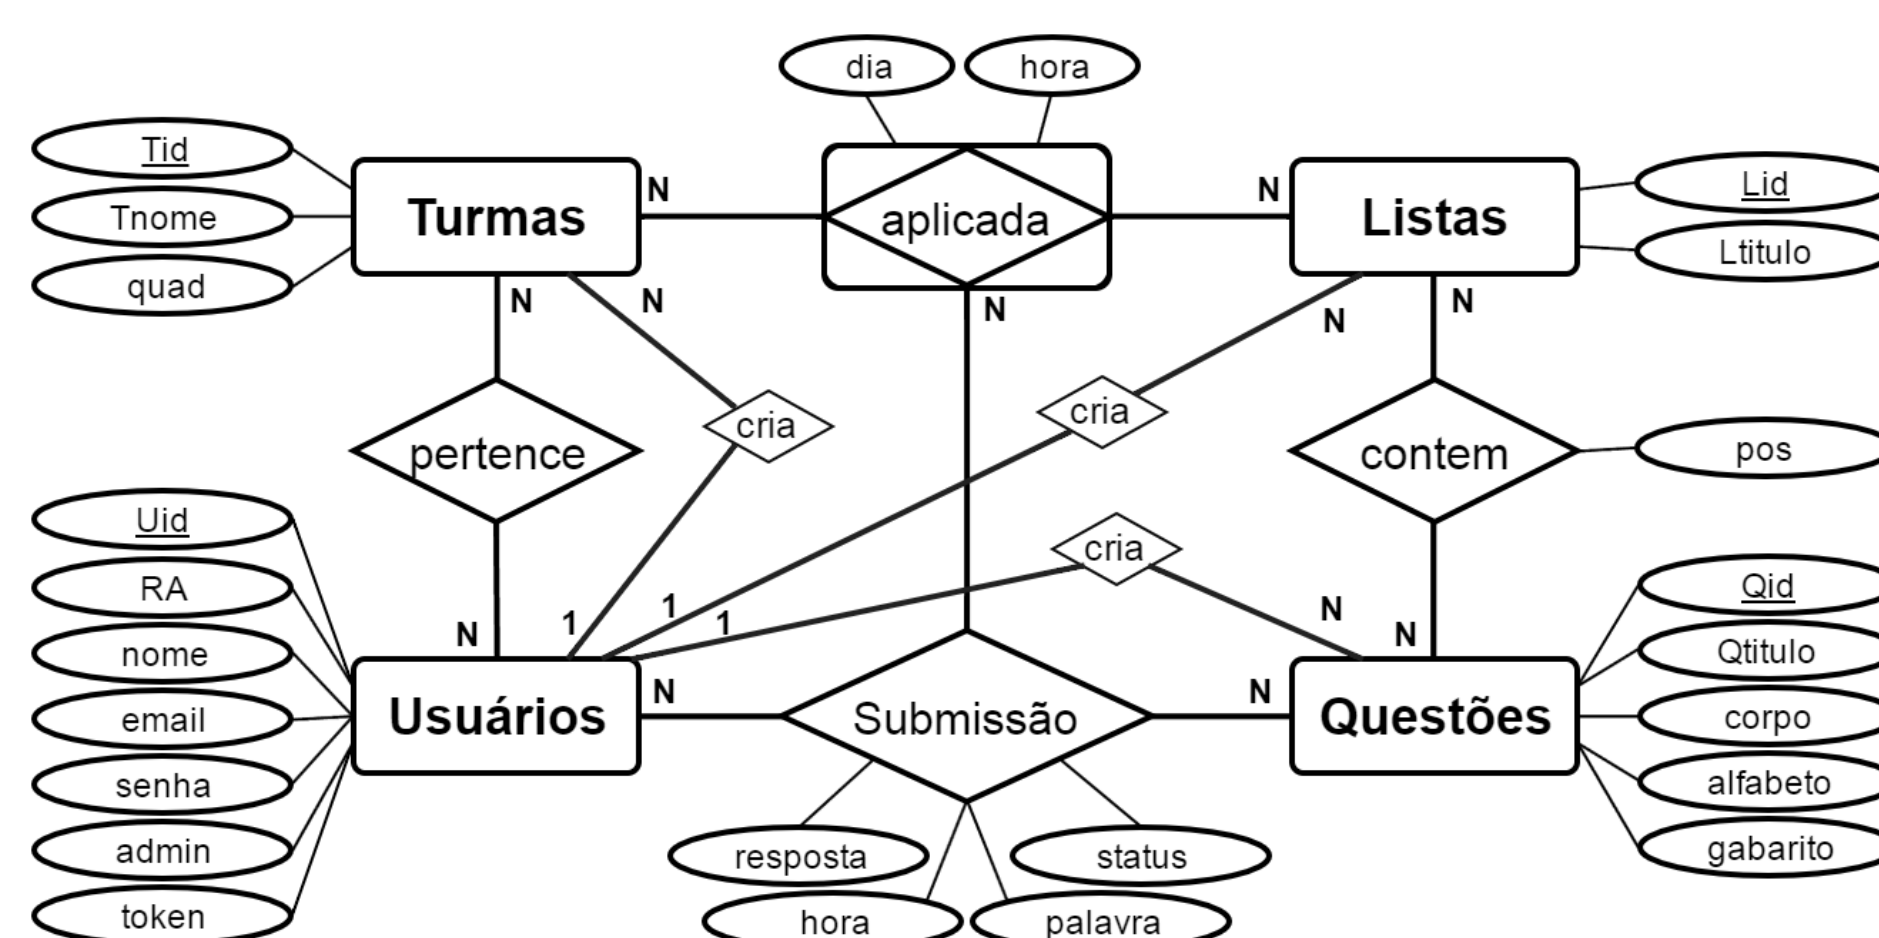 dia
hora
Tid
Tnome
quad
Turmas
N
aplicada
N
Listas
Lid
Ltitulo
N
N
N
N
N
pertence
cria
cria
contem
pos
cria
Uid
RA
nome
email
senha
admin
token
N
1
1
1
N
N
Usuários
N
Submissão
N
Questões
Qid
Qtitulo
corpo
alfabeto
gabarito
resposta
status
hora
palavra